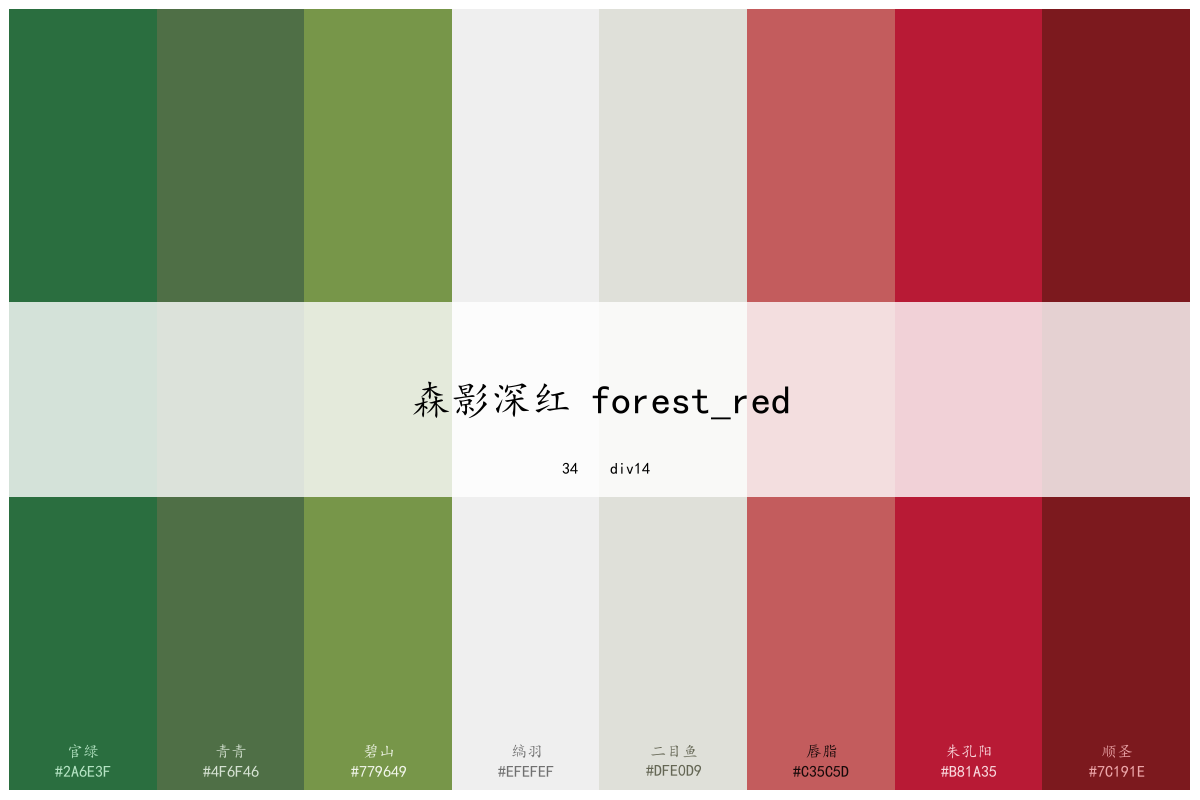 森影深红 forest_red
34 div14
官绿 青青 碧山 缟羽 二目鱼 唇脂 朱孔阳 顺圣
#2A6E3F #4F6F46 #779649 #EFEFEF #DFE0D9 #C35C5D #B81A35 #7C191E